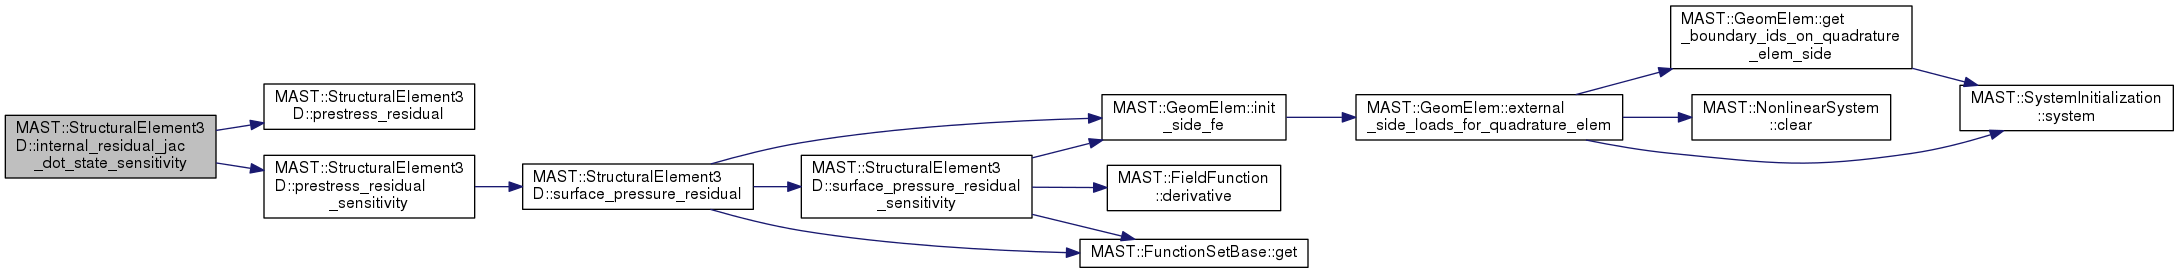 MAST::StructuralElement3
D::internal_residual_jac
_dot_state_sensitivity
MAST::StructuralElement3
D::prestress_residual
MAST::StructuralElement3
D::prestress_residual
_sensitivity
MAST::StructuralElement3
D::surface_pressure_residual
MAST::StructuralElement3
D::surface_pressure_residual
_sensitivity
MAST::GeomElem::init
_side_fe
MAST::FieldFunction
::derivative
MAST::FunctionSetBase::get
MAST::GeomElem::external
_side_loads_for_quadrature_elem
MAST::GeomElem::get
_boundary_ids_on_quadrature
_elem_side
MAST::NonlinearSystem
::clear
MAST::SystemInitialization
::system